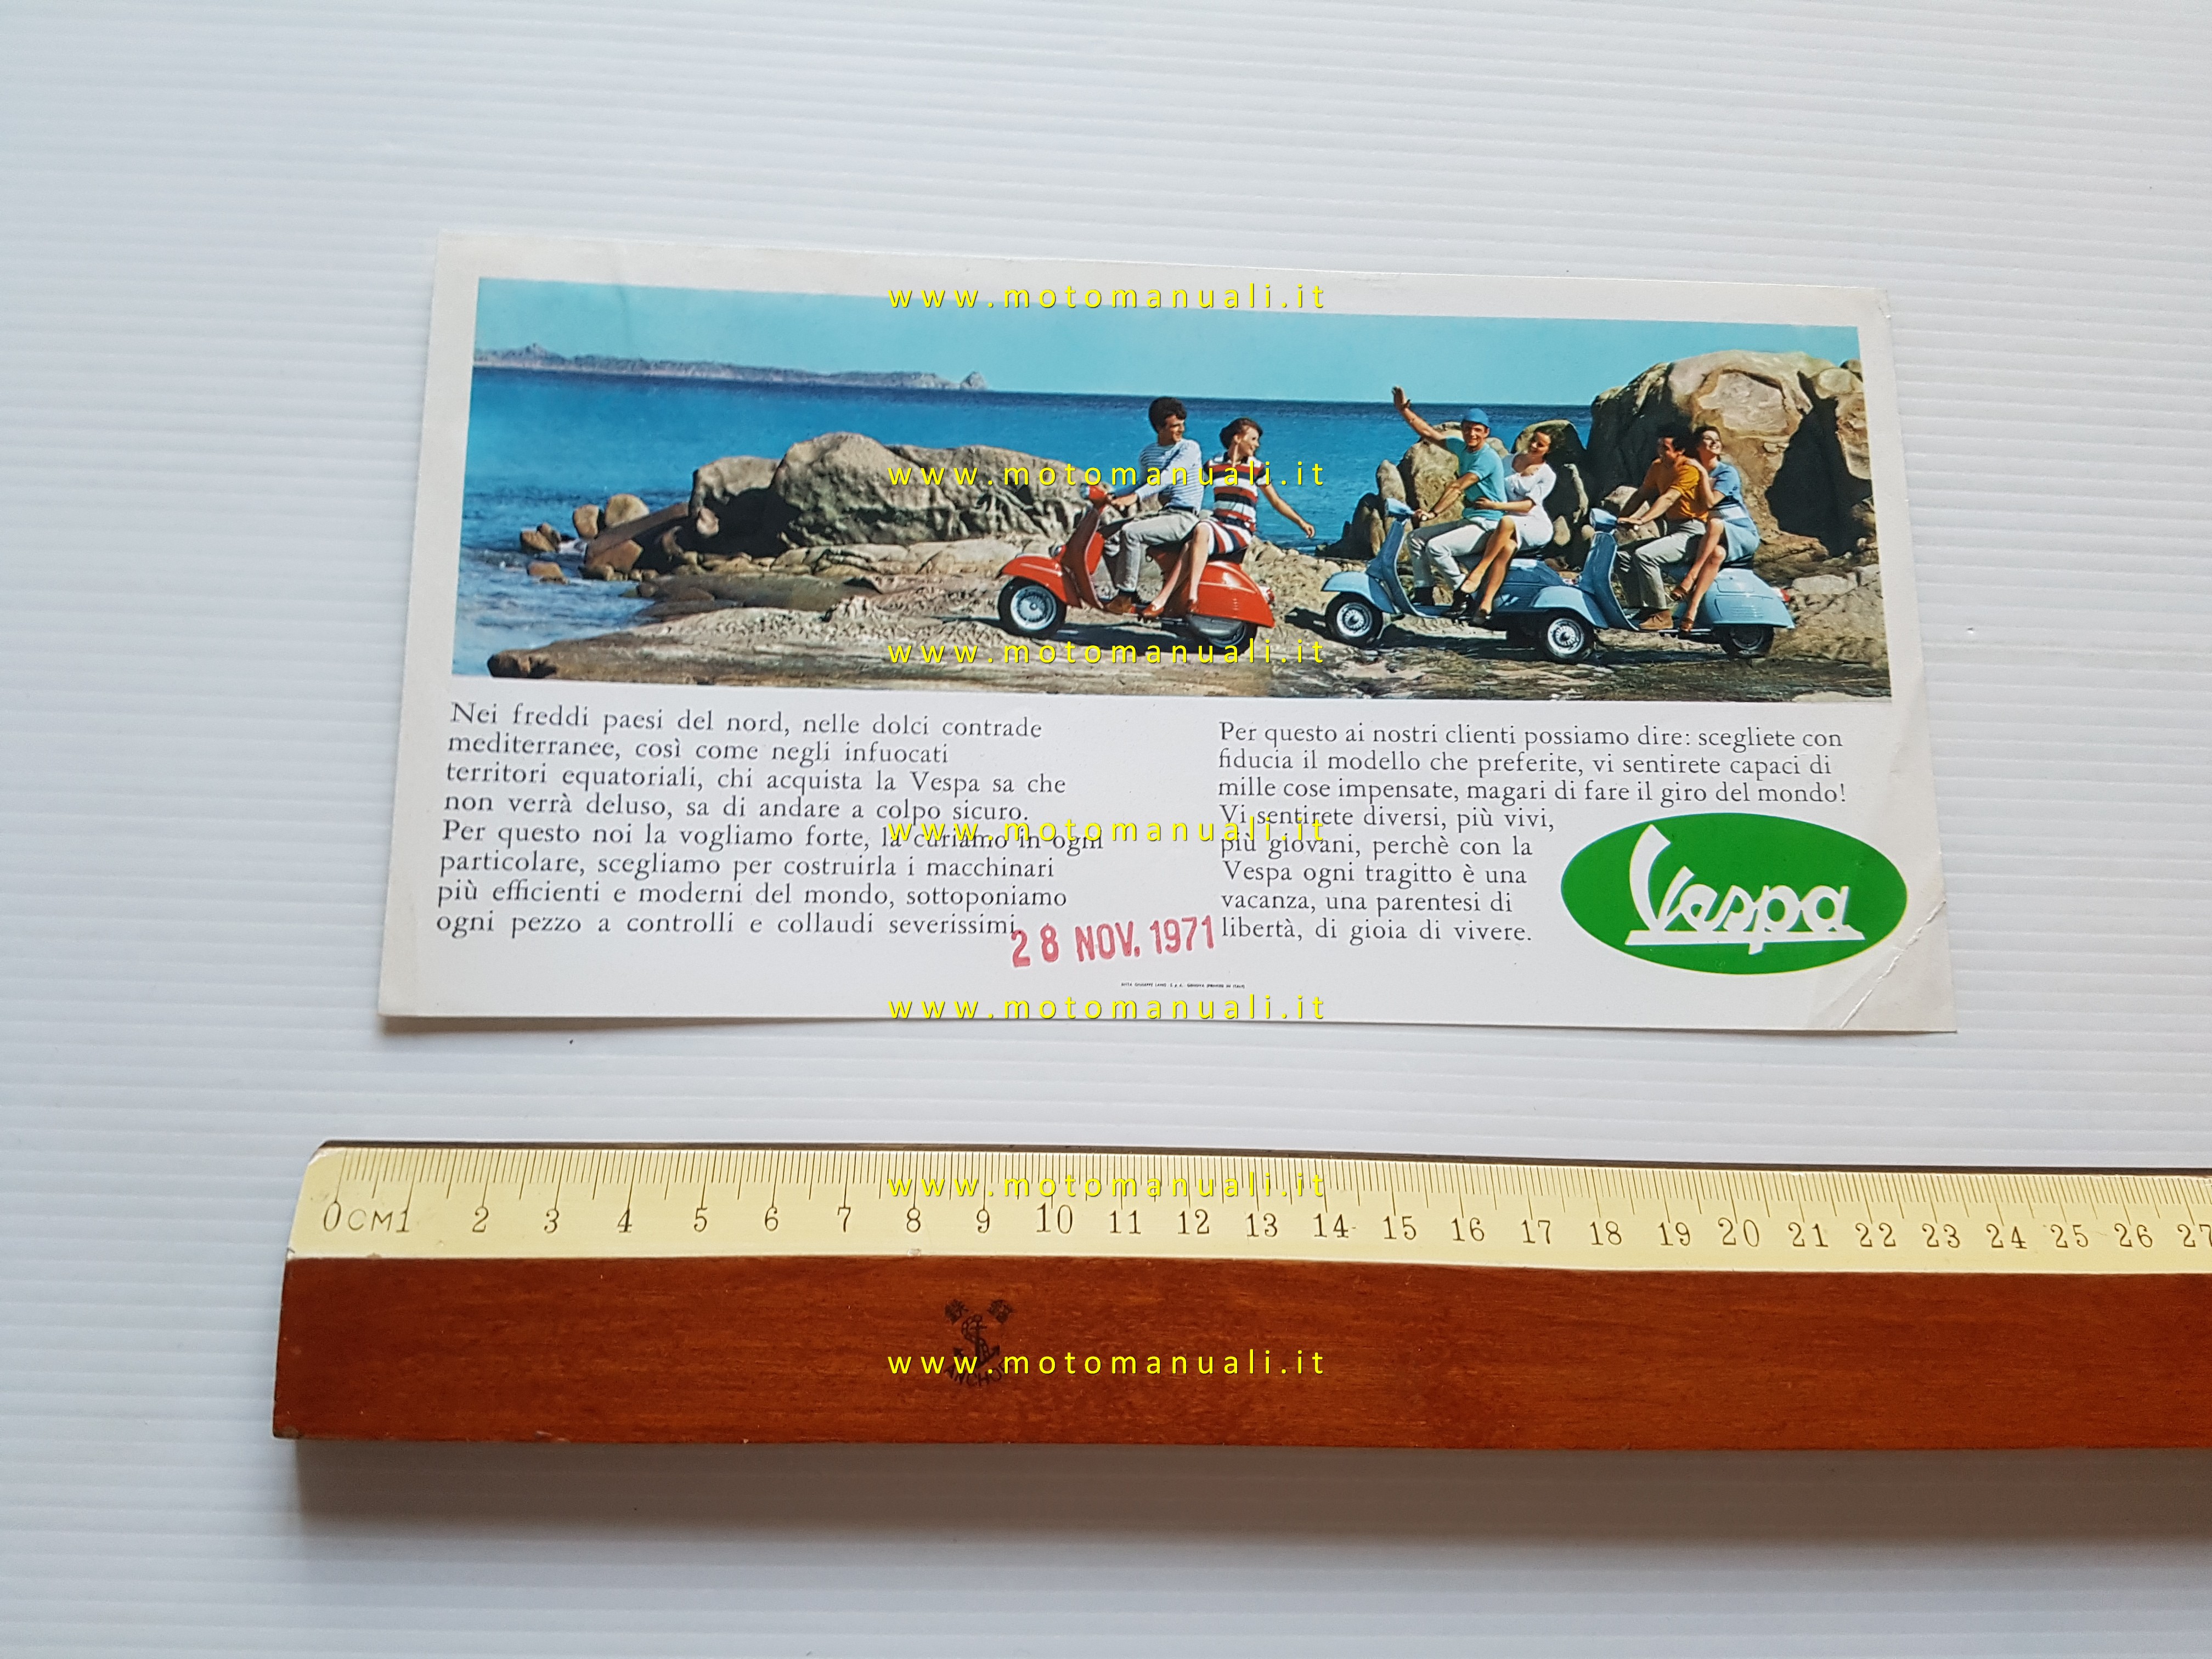 www.motomanuali.it
www.motomanuali.it
www.motomanuali.it
Nei freddi paesi del nord, nelle dolci contrade
mediterranee, così come negli infuocati
territori equatoriali, chi acquista la Vespa sa che
non verrà deluso, sa di andare a colpo sicuro.
Per questo noi la vogliamo forte, la curiamo in ogni
particolare, scegliamo per costruirla i macchinari
più efficienti e moderni del mondo, sottoponiamo
ogni pezzo a controlli e collaudi severissimi.
www.motomanuali.it
Per questo ai nostri clienti possiamo dire: scegliete con
fiducia il modello che preferite, vi sentirete capaci di
mille cose impensate, magari di fare il giro del mondo!
Vi sentirete diversi, più vivi,
più giovani, perchè con la
Vespa ogni tragitto è una
vacanza, una parentesi di
libertà, di gioia di vivere.
Vespa
28 NOV. 1971
www.motomanuali.it
www.motomanuali.it
0CM1 2 3 4 5 6 7 8 9 10 11 12 13 14 15 16 17 18 19 20 21 22 23 24 25 26 27
www.motomanuali.it
ANCHOR